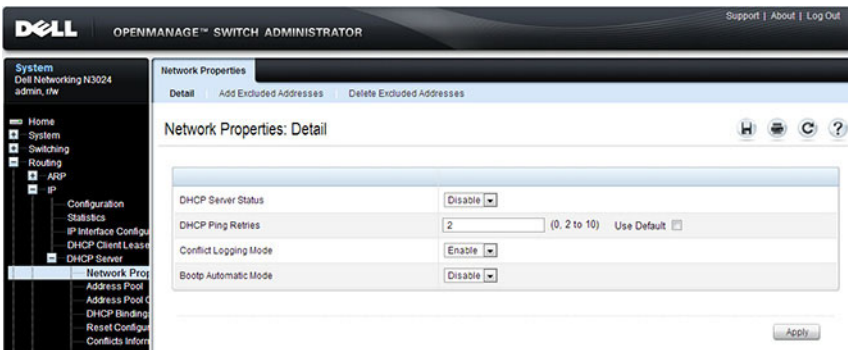 Support | About | Log Out
DELL OPENMANAGE™ SWITCH ADMINISTRATOR
System
Dell Networking N3024
admin, r/w
Home
System
Switching
Routing
ARP
IP
Configuration
Statistics
IP Interface Configu
DHCP Client Lease
DHCP Server
Network Prop
Address Pool
Address Pool C
DHCP Binding
Reset Configur
Conflicts Inform
Network Properties
Detail Add Excluded Addresses Delete Excluded Addresses
Network Properties: Detail
DHCP Server Status Disable
DHCP Ping Retries 2 (0, 2 to 10) Use Default
Conflict Logging Mode Enable
Bootp Automatic Mode Disable
Apply